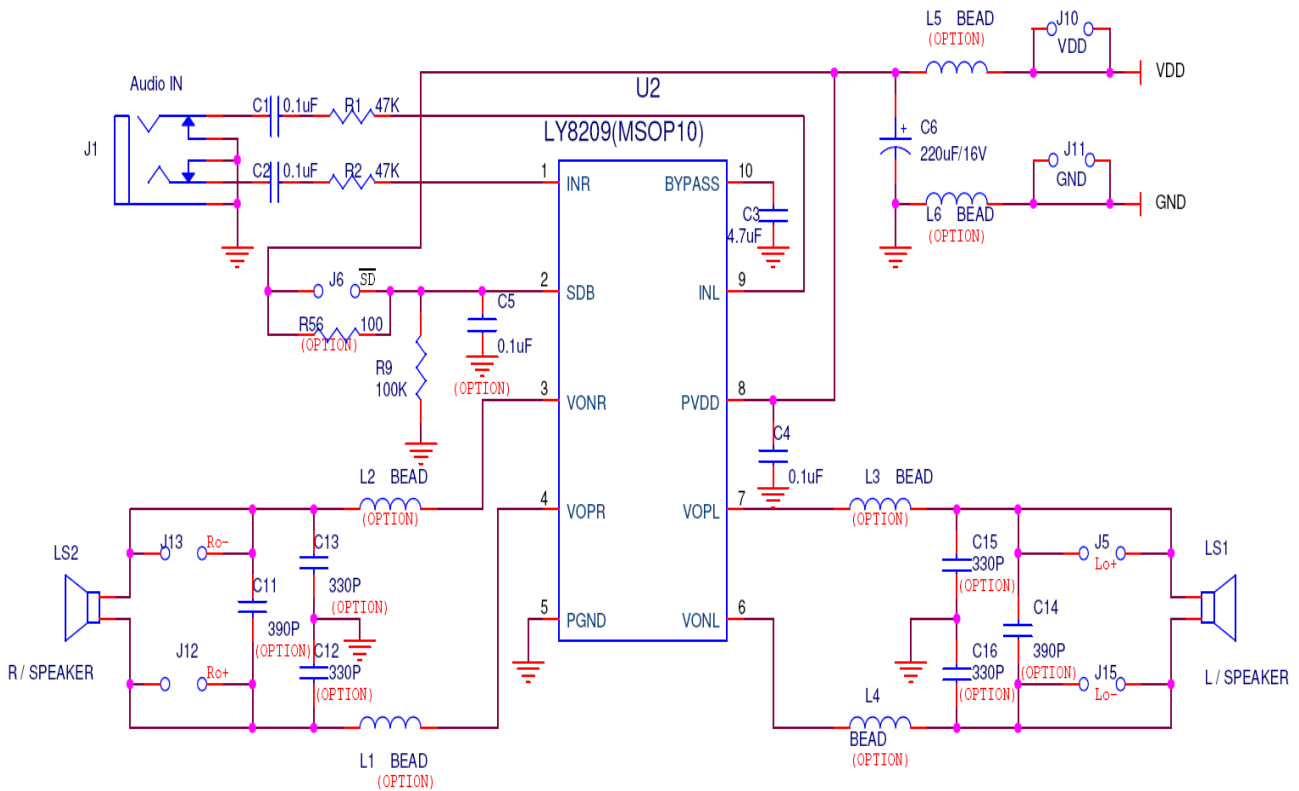 L5 BEAD
(OPTION)
J10
VDD
VDD
Audio IN
U2
C1 0.1uF R1 47K
LY8209(MSOP10)
J1
C6
+
220uF/16V
J11
GND
C2 0.1uF R2 47K
1 INR
BYPASS 10
C3
4.7uF
L6 BEAD
(OPTION)
GND
J6 SD
2 SDB
INL 9
C5
R56 100
(OPTION)
0.1uF
(OPTION)
R9
100K
3 VONR
PVDD 8
C4
0.1uF
L2 BEAD
(OPTION)
4 VOPR
VOPL 7
L3 BEAD
(OPTION)
LS2
J13 Ro-
C13
330P
(OPTION)
C11
390P
(OPTION)
C12
330P
(OPTION)
J12 Ro+
R / SPEAKER
5 PGND
VONL 6
C15
330P
(OPTION)
J5
Lo+
LS1
C14
390P
(OPTION)
C16
330P
(OPTION)
J15
Lo-
L / SPEAKER
L1 BEAD
(OPTION)
L4
BEAD
(OPTION)